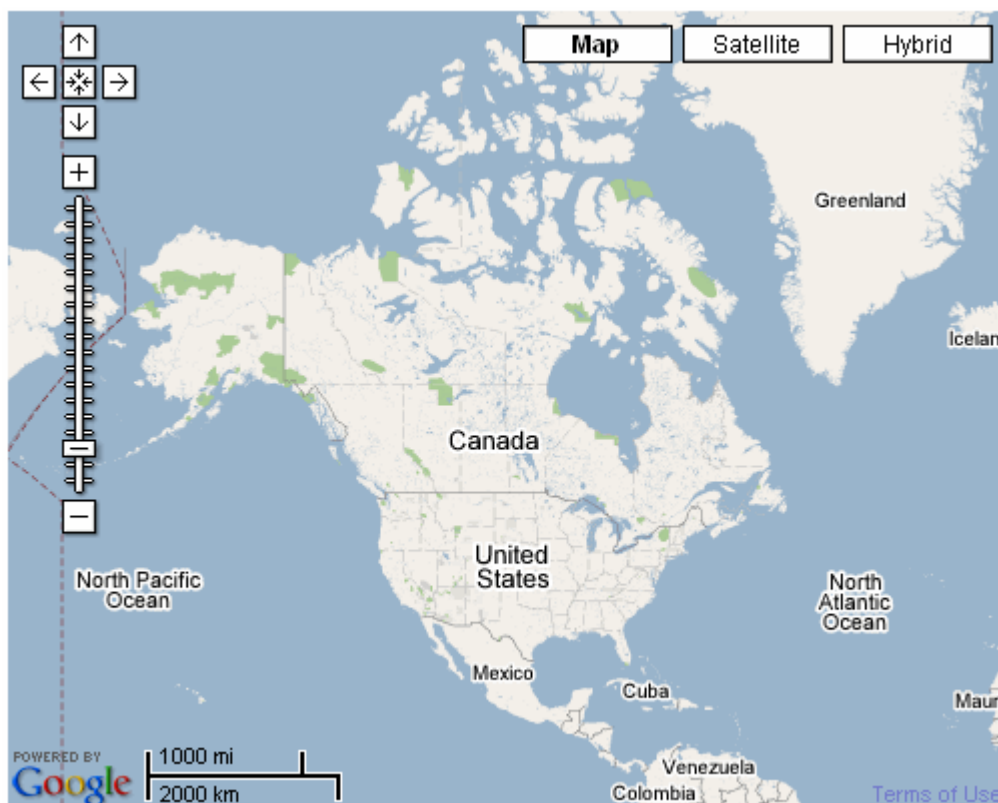 Map
Satellite
Hybrid
Greenland
Icelan
Canada
United
States
North Pacific
Ocean
North
Atlantic
Ocean
Mexico
Cuba
Maur
Venezuela
Colombia
POWERED BY
Google
1000 mi
2000 km
Terms of Use